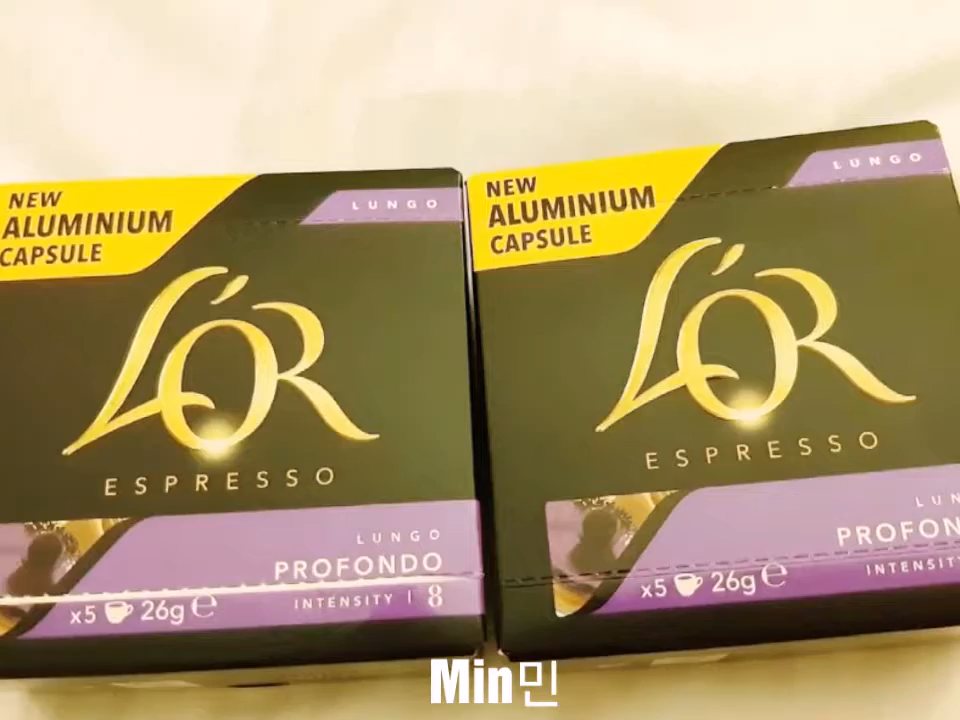 NEW
ALUMINIUM
CAPSULE
LUNGO
L'OR
ESPRESSO
LUNGO
PROFONDO
x5 26g e
INTENSITY | 8
NEW
ALUMINIUM
CAPSULE
LUNGO
L'OR
ESPRESSO
LUN
PROFON
x5 26g e
INTENSITY
Min민